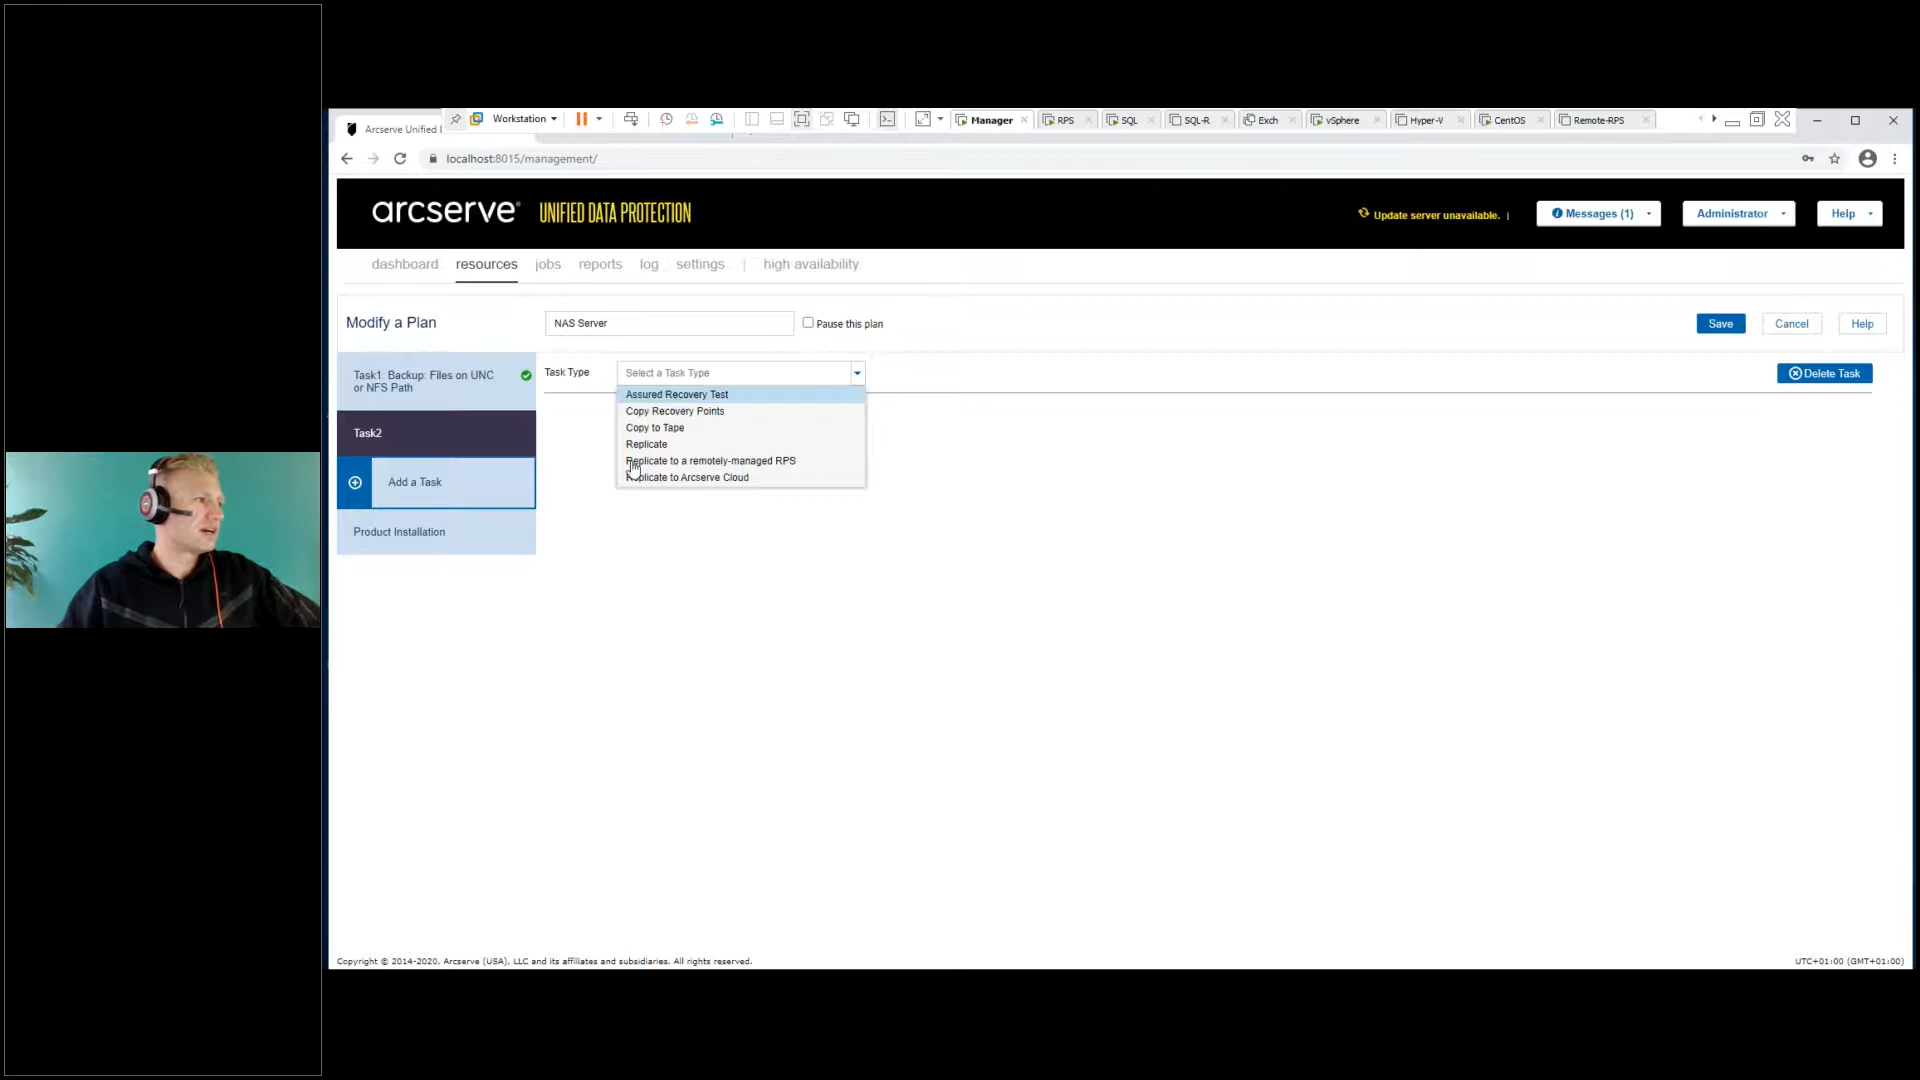 Arcserve Unified
Workstation
Manager
RPS
SQL
SQL-R
Exch
vSphere
Hyper-V
CentOS
Remote-RPS
localhost:8015/management/
arcserve® UNIFIED DATA PROTECTION
Update server unavailable. |
Messages (1)
Administrator
Help
dashboard
resources
jobs
reports
log
settings
|
high availability
Modify a Plan
NAS Server
Pause this plan
Save
Cancel
Help
Task1: Backup: Files on UNC
or NFS Path
Task Type
Select a Task Type
Delete Task
Assured Recovery Test
Copy Recovery Points
Copy to Tape
Replicate
Replicate to a remotely-managed RPS
Replicate to Arcserve Cloud
Task2
Add a Task
Product Installation
Copyright © 2014-2020, Arcserve (USA), LLC and its affiliates and subsidiaries. All rights reserved.
UTC+01:00 (GMT+01:00)